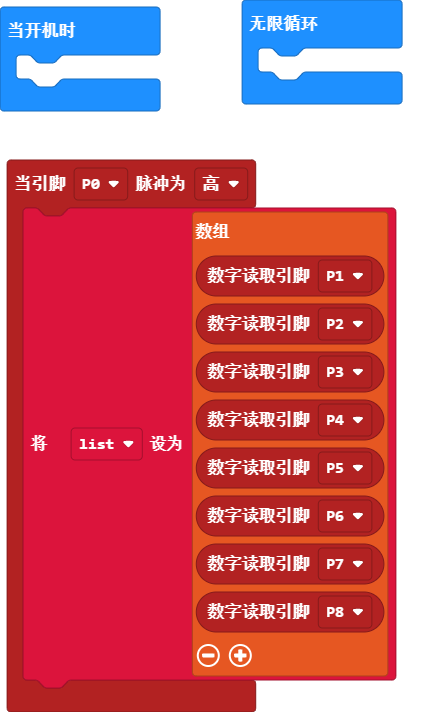 当开机时
无限循环
当引脚 P0 脉冲为 高
数组
数字读取引脚 P1
数字读取引脚 P2
数字读取引脚 P3
数字读取引脚 P4
将 list 设为
数字读取引脚 P5
数字读取引脚 P6
数字读取引脚 P7
数字读取引脚 P8